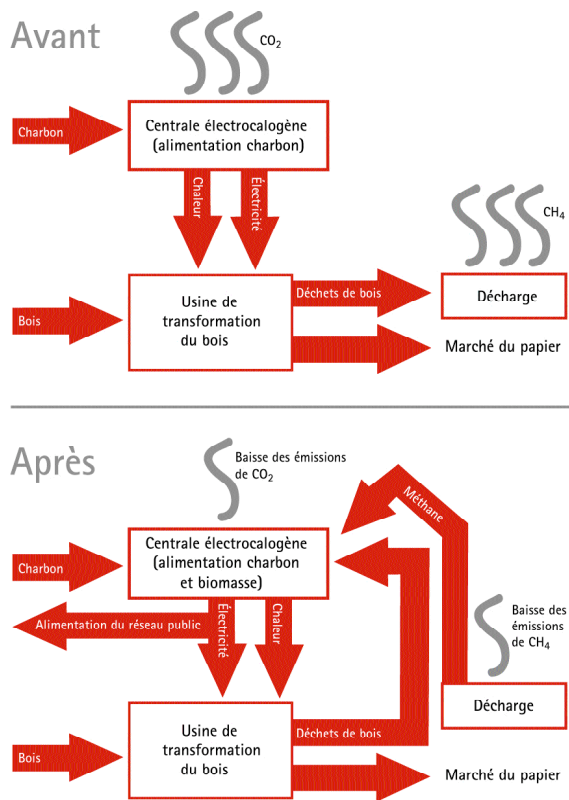 Avant
CO2
Charbon
Centrale électrocalogène
(alimentation charbon)
Chaleur
Électricité
CH4
Bois
Usine de
transformation
du bois
Déchets de bois
Décharge
Marché du papier
Après
Baisse des émissions
de CO2
Méthane
Charbon
Centrale électrocalogène
(alimentation charbon
et biomasse)
Alimentation du réseau public
Électricité
Chaleur
Baisse des
émissions
de CH4
Décharge
Bois
Usine de
transformation
du bois
Déchets de bois
Marché du papier